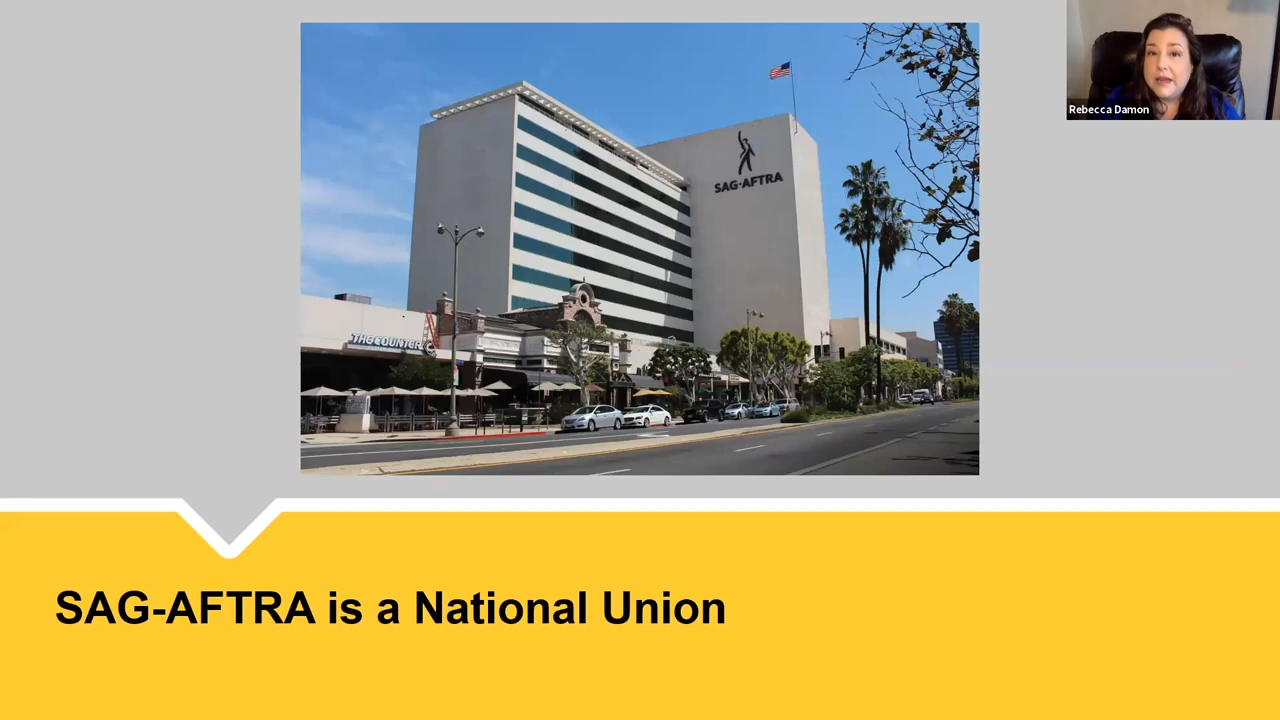 Rebecca Damon
SAG·AFTRA
THE COUNTER
SAG-AFTRA is a National Union